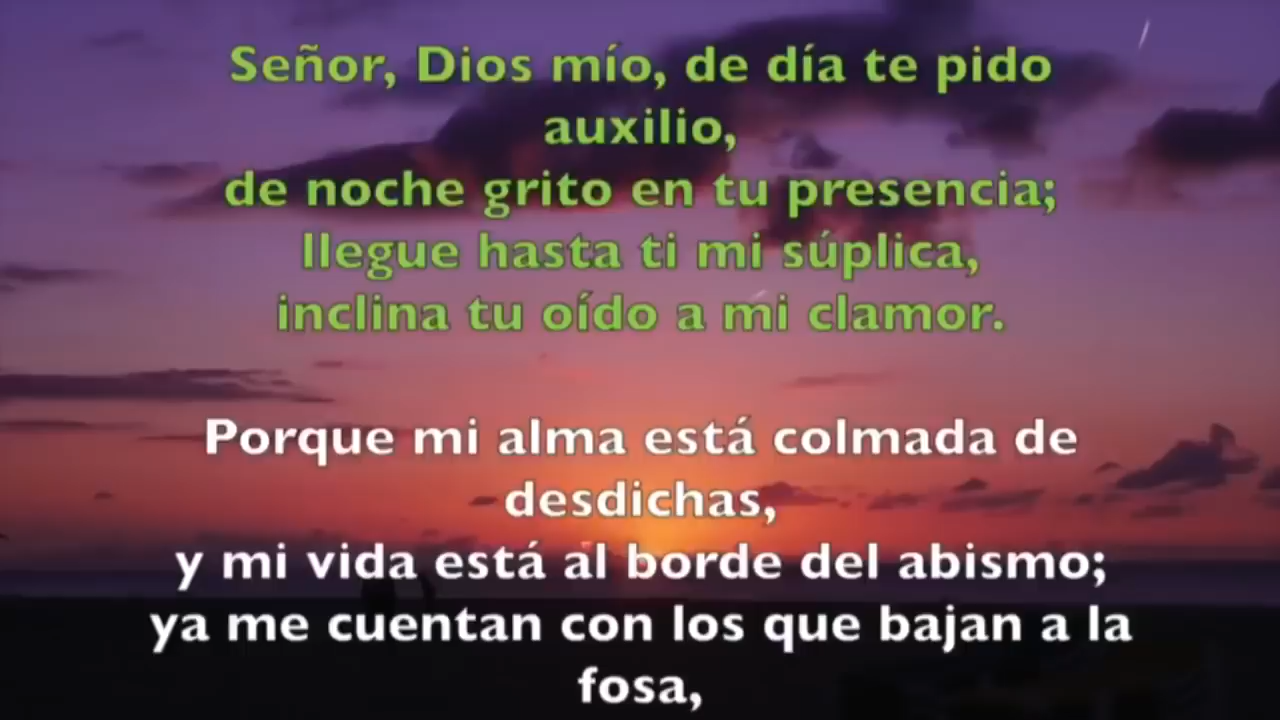 Señor, Dios mío, de día te pido
auxilio,
de noche grito en tu presencia;
llegue hasta ti mi súplica,
inclina tu oído a mi clamor.
Porque mi alma está colmada de
desdichas,
y mi vida está al borde del abismo;
ya me cuentan con los que bajan a la
fosa,